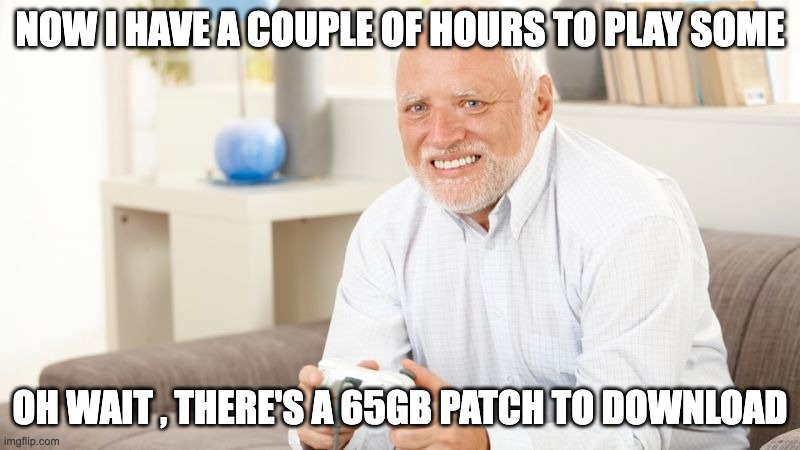 NOW I HAVE A COUPLE OF HOURS TO PLAY SOME
OH WAIT , THERE'S A 65GB PATCH TO DOWNLOAD
imgflip.com